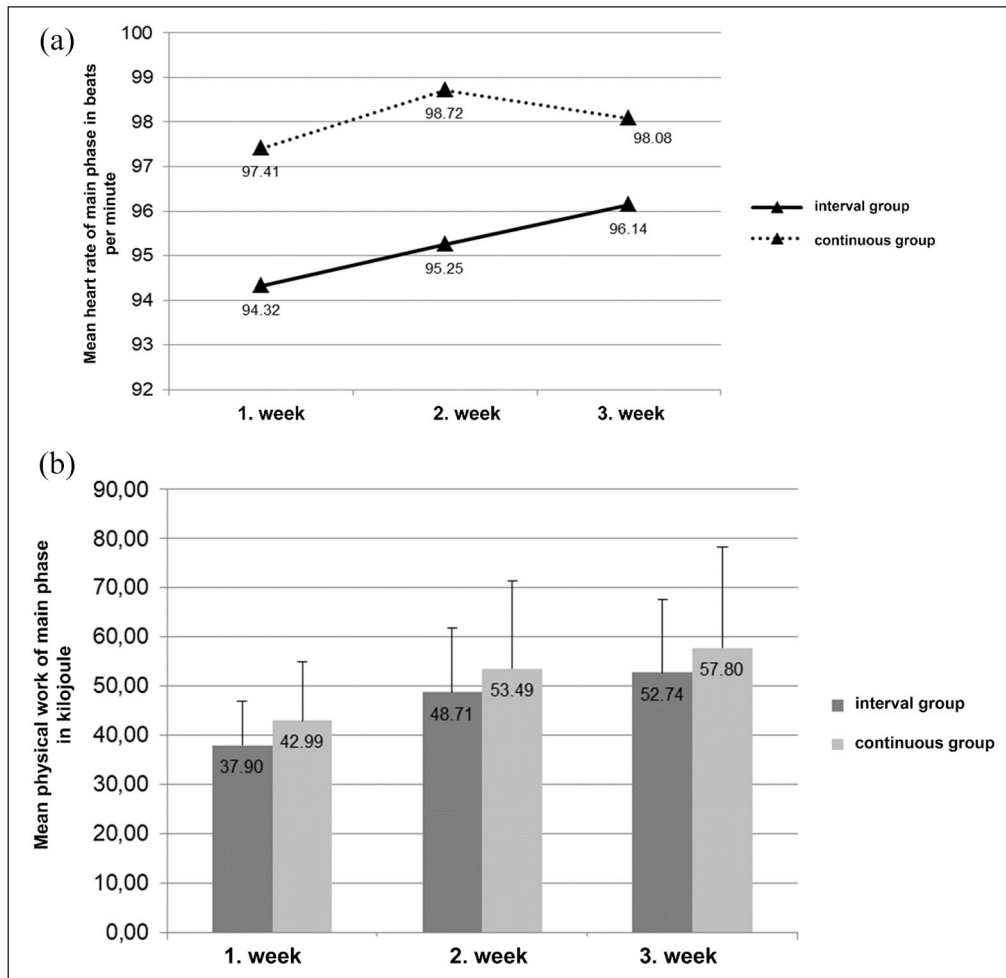 (a)
Mean heart rate of main phase in beats
per minute
100
99
98
97
96
95
94
93
92
97.41
98.72
98.08
94.32
95.25
96.14
1. week
2. week
3. week
interval group
continuous group
(b)
Mean physical work of main phase
in kilojoule
90,00
80,00
70,00
60,00
50,00
40,00
30,00
20,00
10,00
0,00
37.90
42.99
48.71
53.49
52.74
57.80
1. week
2. week
3. week
interval group
continuous group